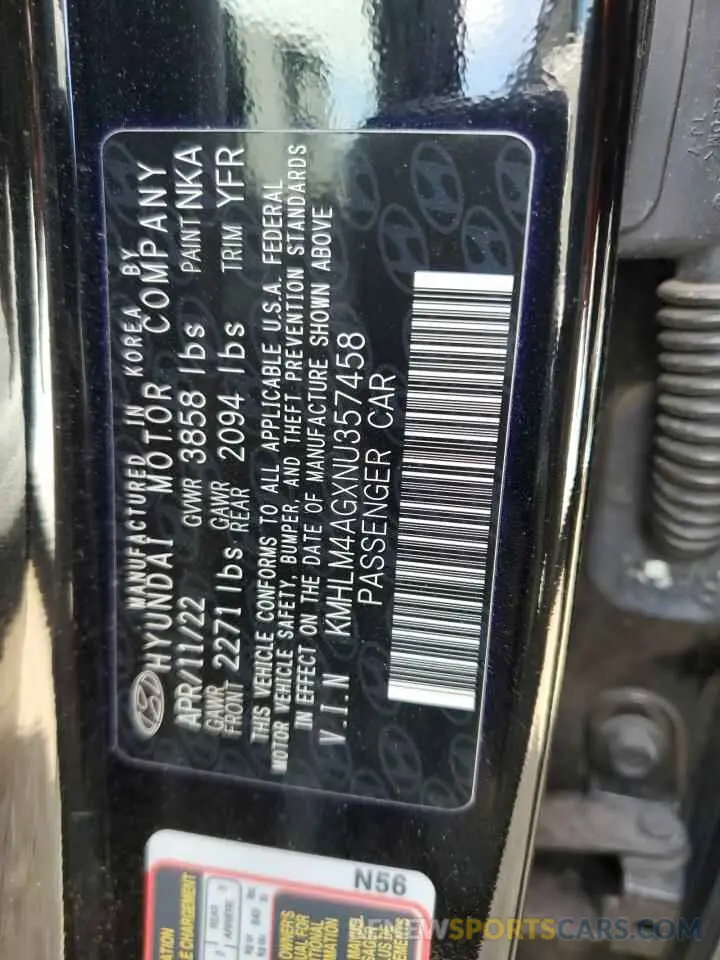 MANUFACTURED IN KOREA BY
HYUNDAI MOTOR COMPANY
APR/11/22 GVWR 3858 lbs PAINT NKA
GAWR FRONT 2271 lbs GAWR REAR 2094 lbs TRIM YFR
THIS VEHICLE CONFORMS TO ALL APPLICABLE U.S.A. FEDERAL
MOTOR VEHICLE SAFETY, BUMPER, AND THEFT PREVENTION STANDARDS
IN EFFECT ON THE DATE OF MANUFACTURE SHOWN ABOVE
V.I.N KMHLM4AGXNU357458
PASSENGER CAR
N56
RENEWSPORTSCARS.COM